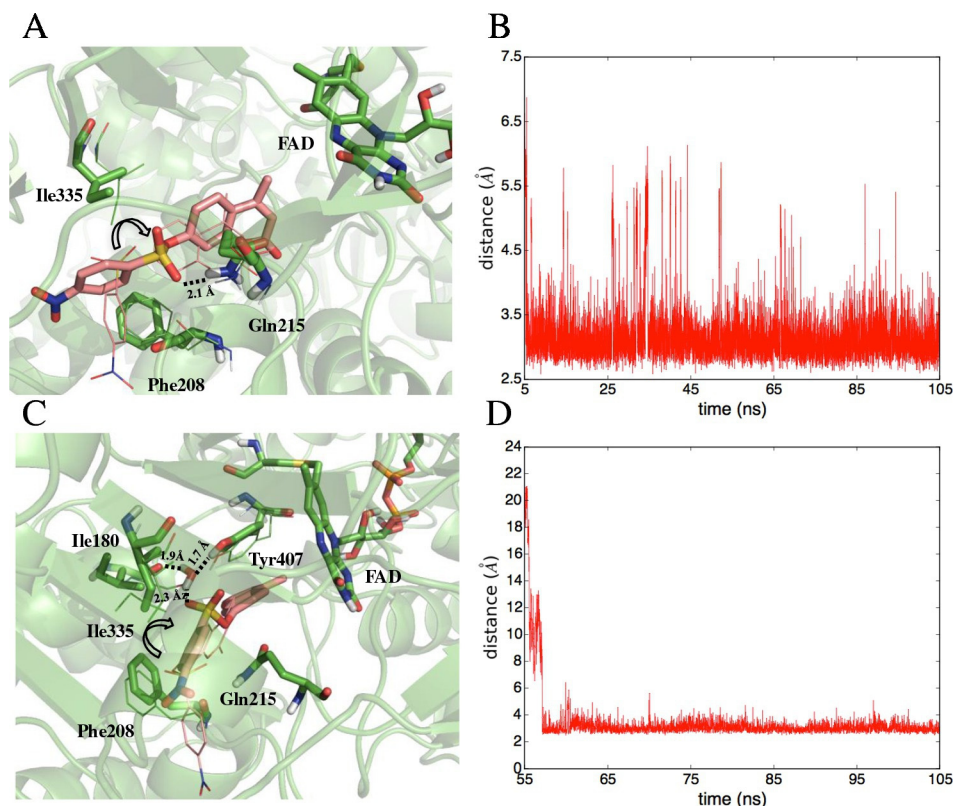 A
FAD
Ile335
2.1 Å
Gln215
Phe208
B
7.5
6.5
5.5
4.5
3.5
2.5
distance (Å)
5 25 45 65 85 105
time (ns)
C
Ile180
1.9Å
1.7Å
Tyr407
FAD
2.3 Å
Ile335
Gln215
Phe208
D
24
22
20
18
16
14
12
10
8
6
4
2
0
distance (Å)
55 65 75 85 95 105
time (ns)